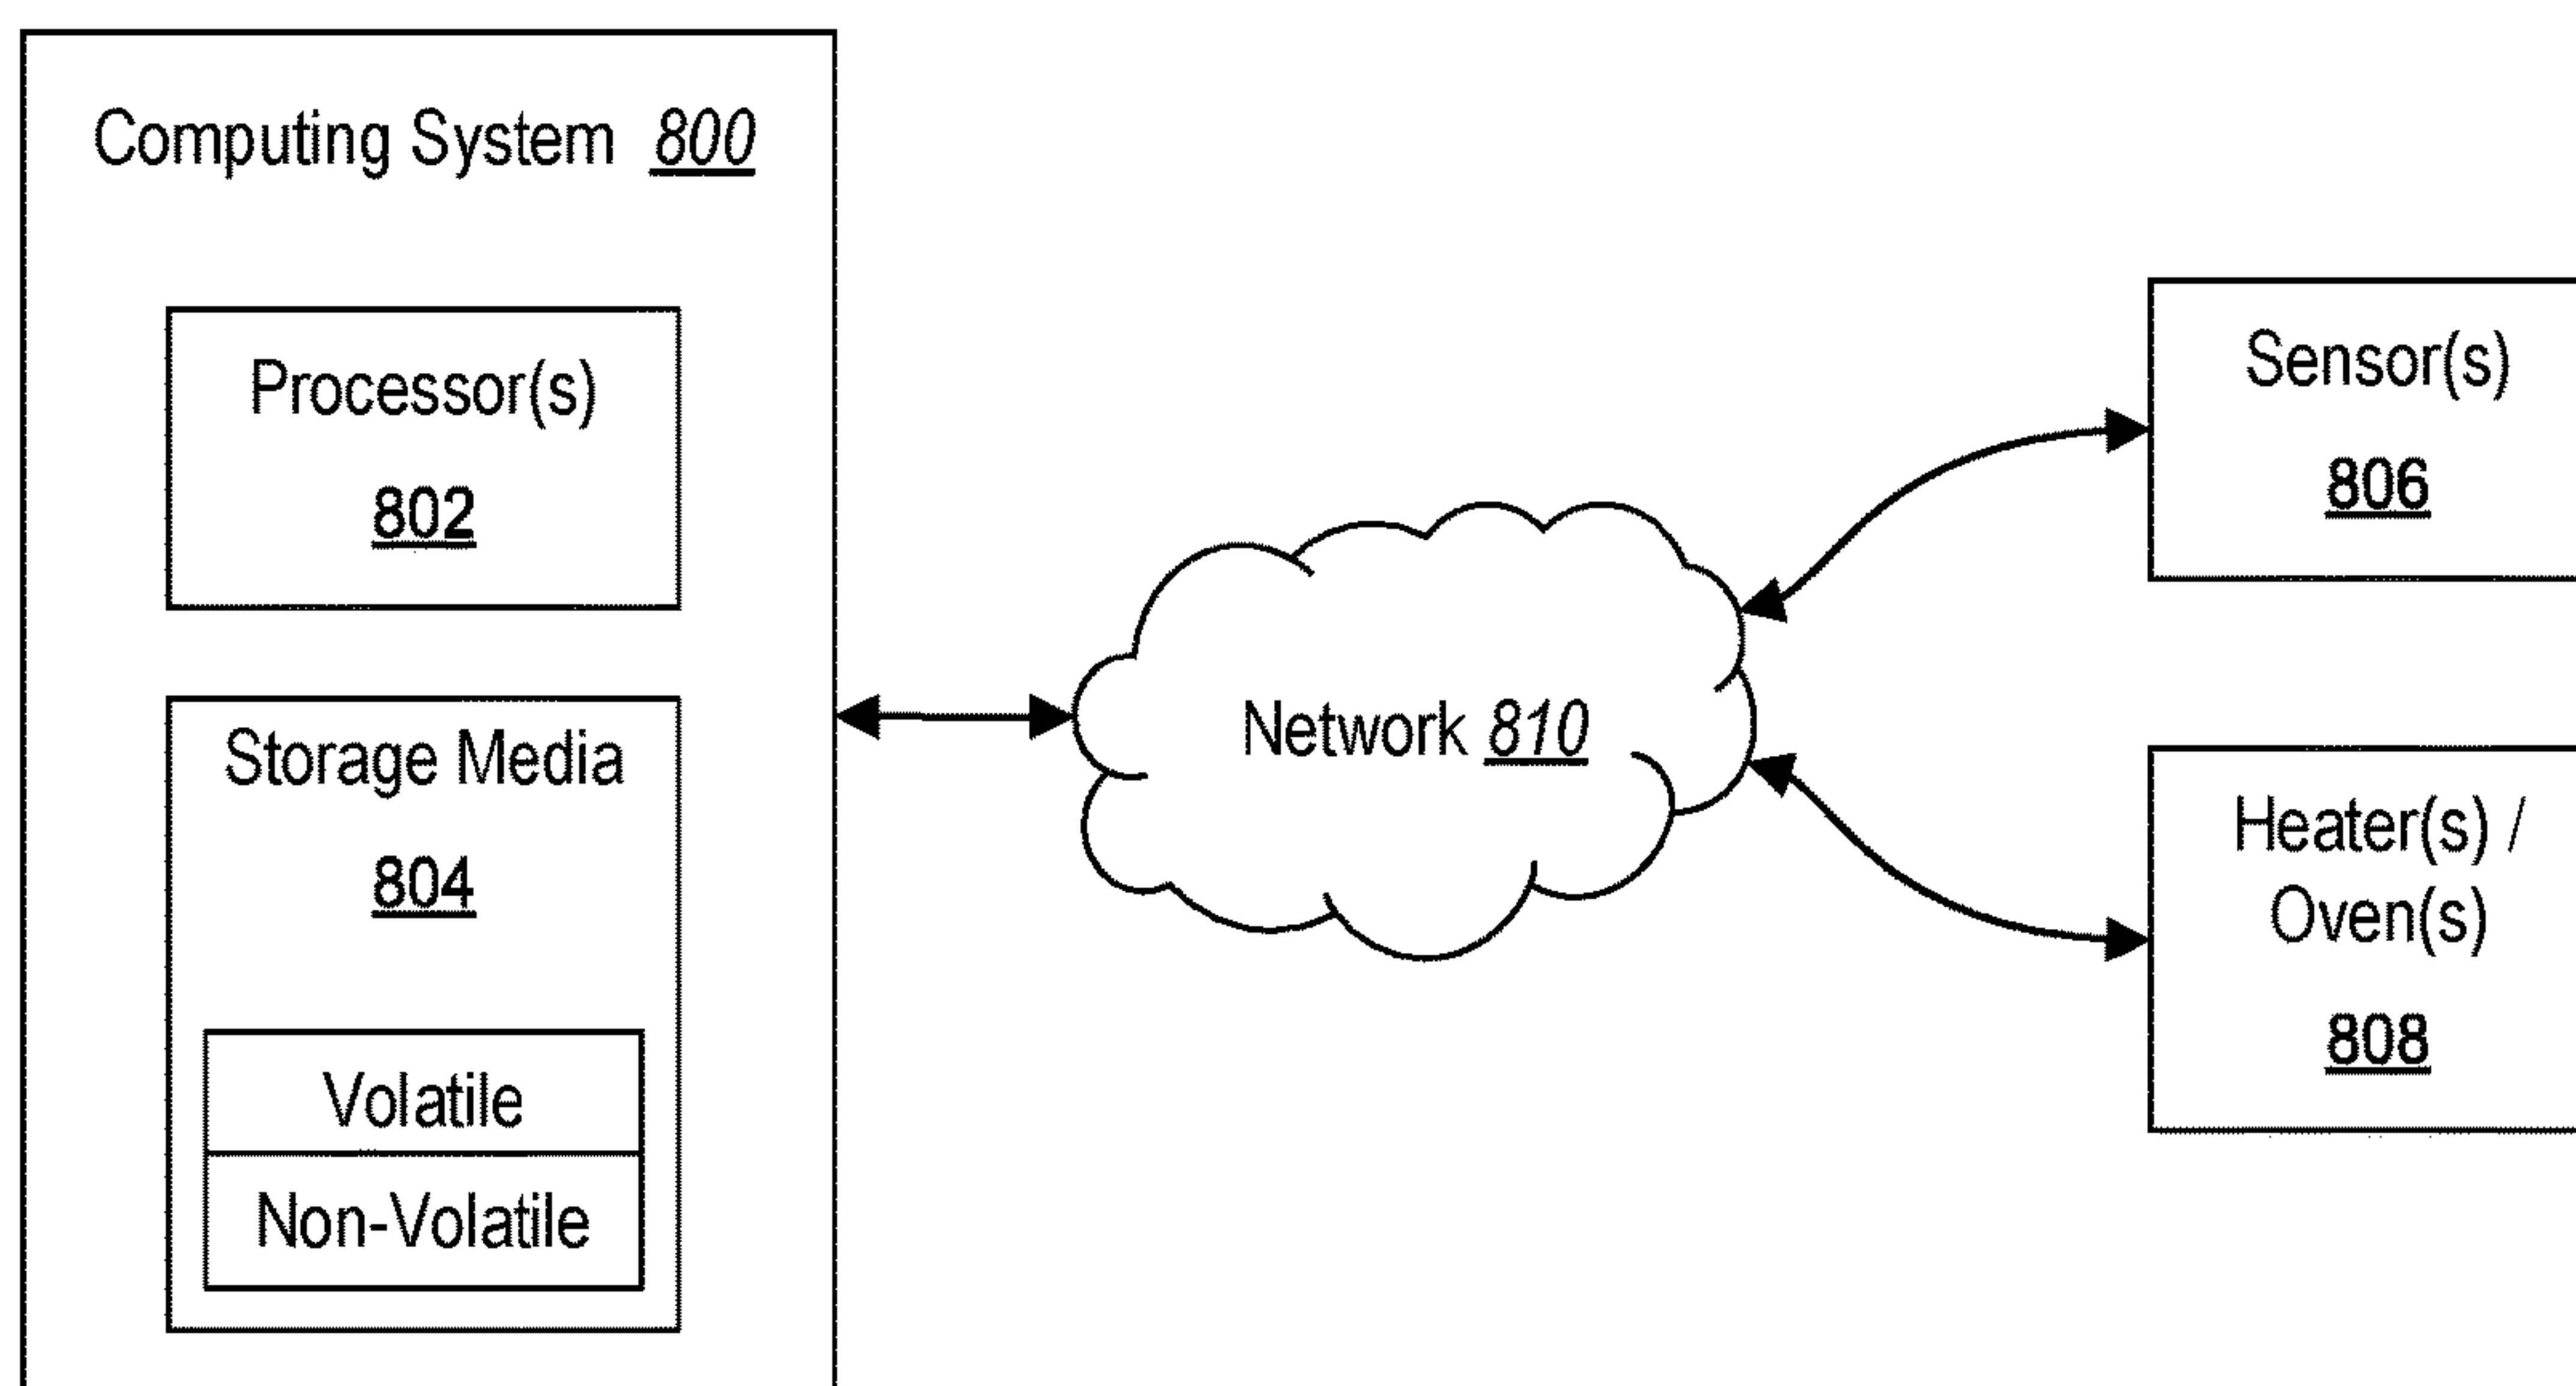 Computing System 800
Processor(s)
802
Storage Media
804
Volatile
Non-Volatile
Network 810
Sensor(s)
806
Heater(s) /
Oven(s)
808